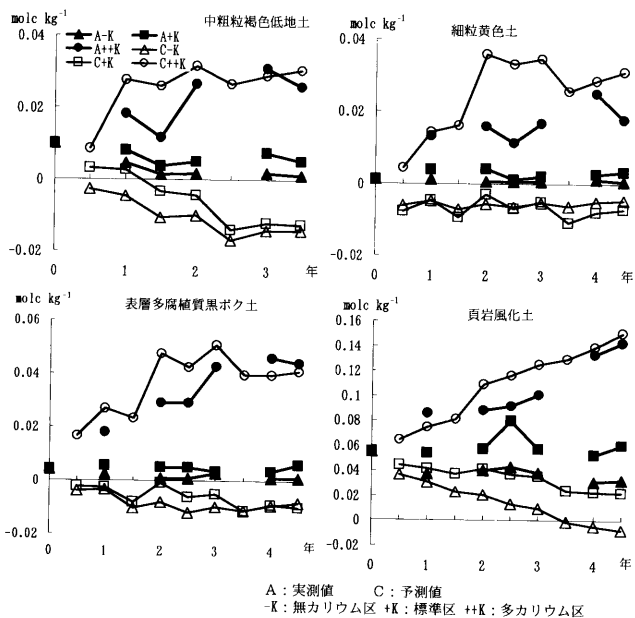 molc kg⁻¹
中粗粒褐色低地土
A-K A+K
A++K C-K
C+K C++K
0.04
0.02
0
-0.02
0 1 2 3 年
molc kg⁻¹
細粒黄色土
0.04
0.02
0
-0.02
0 1 2 3 4 年
molc kg⁻¹
表層多腐植質黒ボク土
0.06
0.04
0.02
0
-0.02
0 1 2 3 4 年
molc kg⁻¹
頁岩風化土
0.16
0.14
0.12
0.1
0.08
0.06
0.04
0.02
0
-0.02
0 1 2 3 4 年
A：実測値 C：予測値
-K：無カリウム区 +K：標準区 ++K：多カリウム区